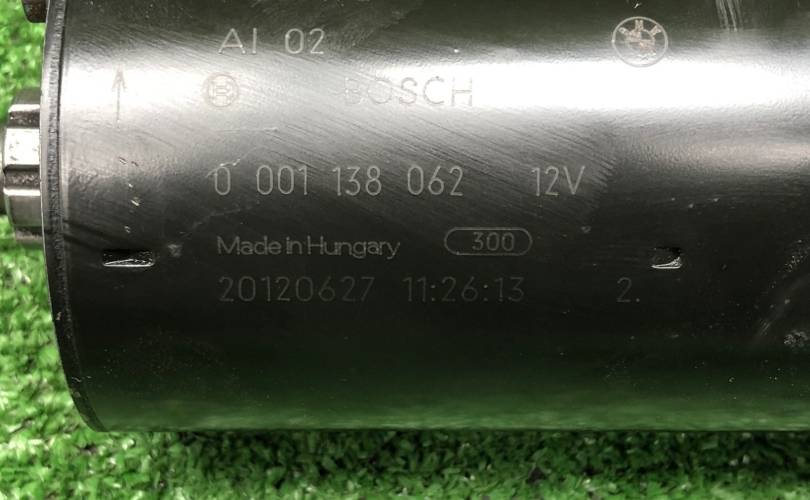 AI 02
BOSCH
0 001 138 062 12V
Made in Hungary 300
20120627 11:26:13 2.